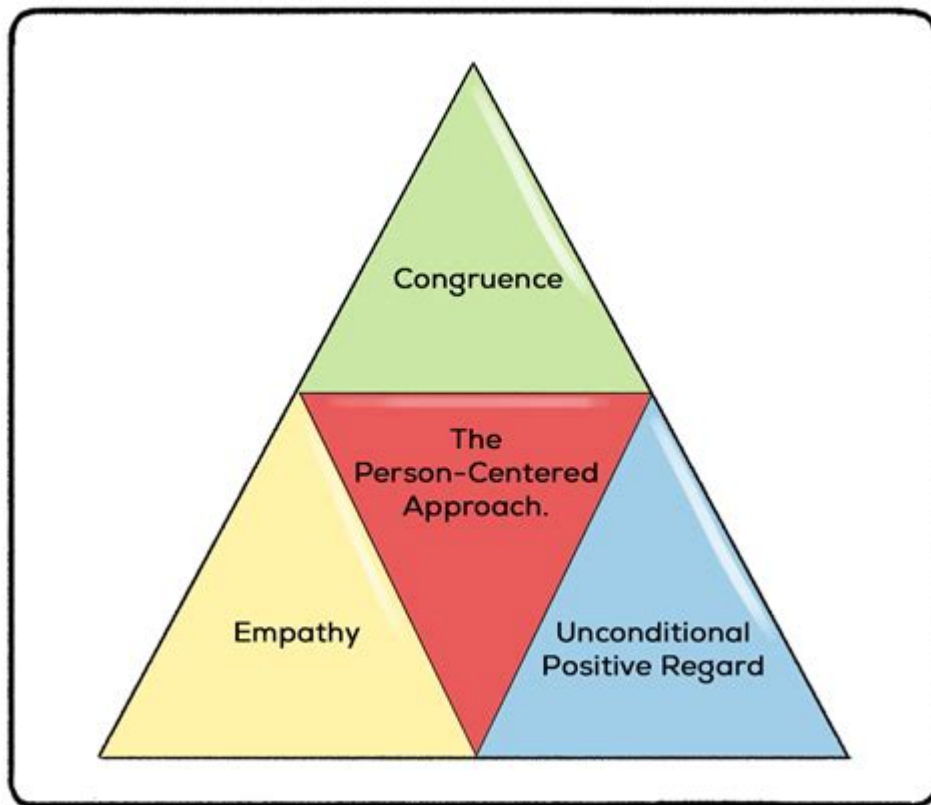 Congruence
The
Person-Centered
Approach.
Empathy
Unconditional
Positive Regard